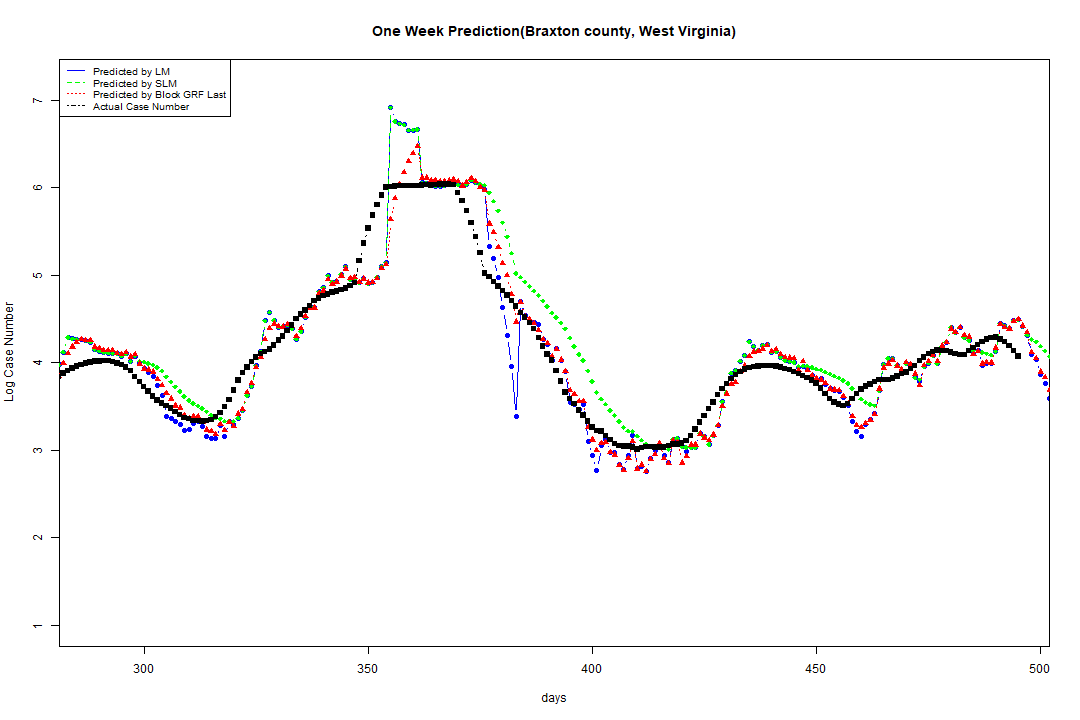 One Week Prediction(Braxton county, West Virginia)
Predicted by LM
Predicted by SLM
Predicted by Block GRF Last
Actual Case Number
7
6
5
4
3
2
1
Log Case Number
300 350 400 450 500
days